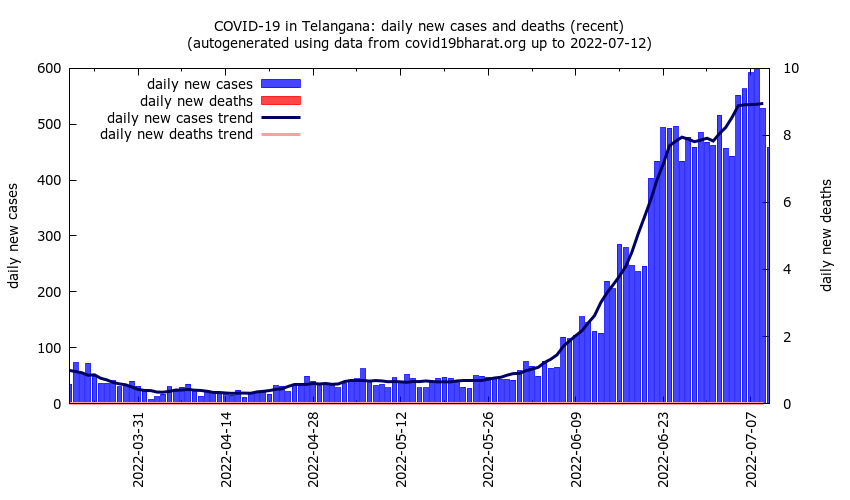 COVID-19 in Telangana: daily new cases and deaths (recent)
(autogenerated using data from covid19bharat.org up to 2022-07-12)
daily new cases
daily new deaths
daily new cases trend
daily new deaths trend
600
500
400
300
200
100
0
daily new cases
10
8
6
4
2
0
daily new deaths
2022-03-31
2022-04-14
2022-04-28
2022-05-12
2022-05-26
2022-06-09
2022-06-23
2022-07-07